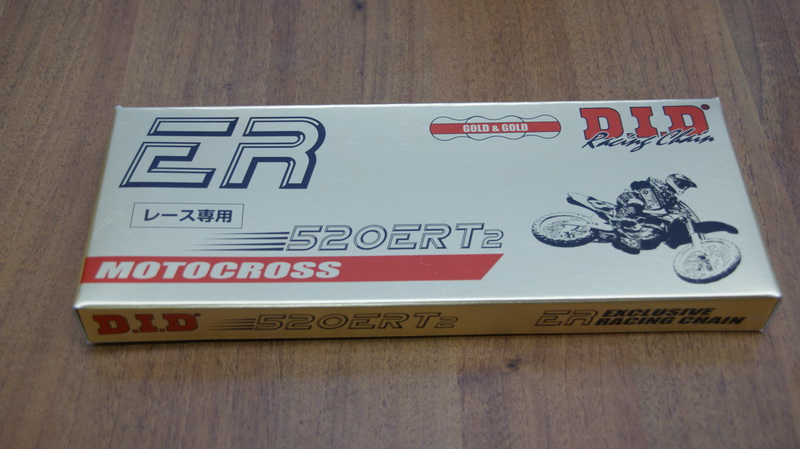 ER
GOLD & GOLD
D.I.D
Racing Chain
レース専用
520ERT2
MOTOCROSS
D.I.D 520ERT2 ER EXCLUSIVE
RACING CHAIN